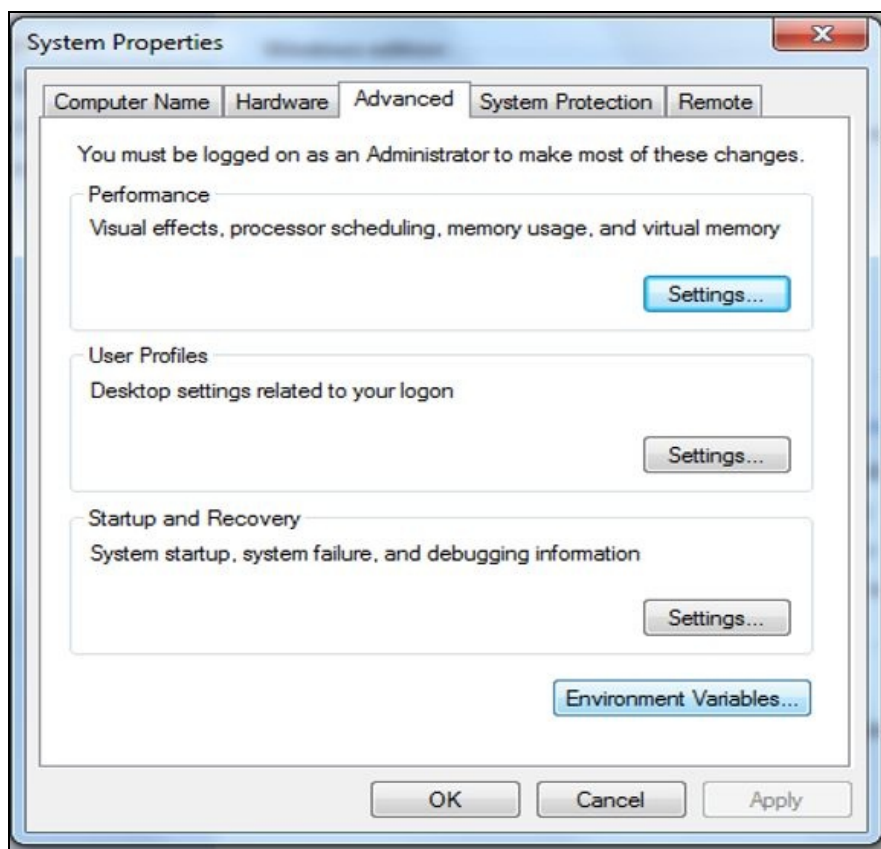 System Properties
Computer Name Hardware Advanced System Protection Remote
You must be logged on as an Administrator to make most of these changes.
Performance
Visual effects, processor scheduling, memory usage, and virtual memory
Settings...
User Profiles
Desktop settings related to your logon
Settings...
Startup and Recovery
System startup, system failure, and debugging information
Settings...
Environment Variables...
OK Cancel Apply